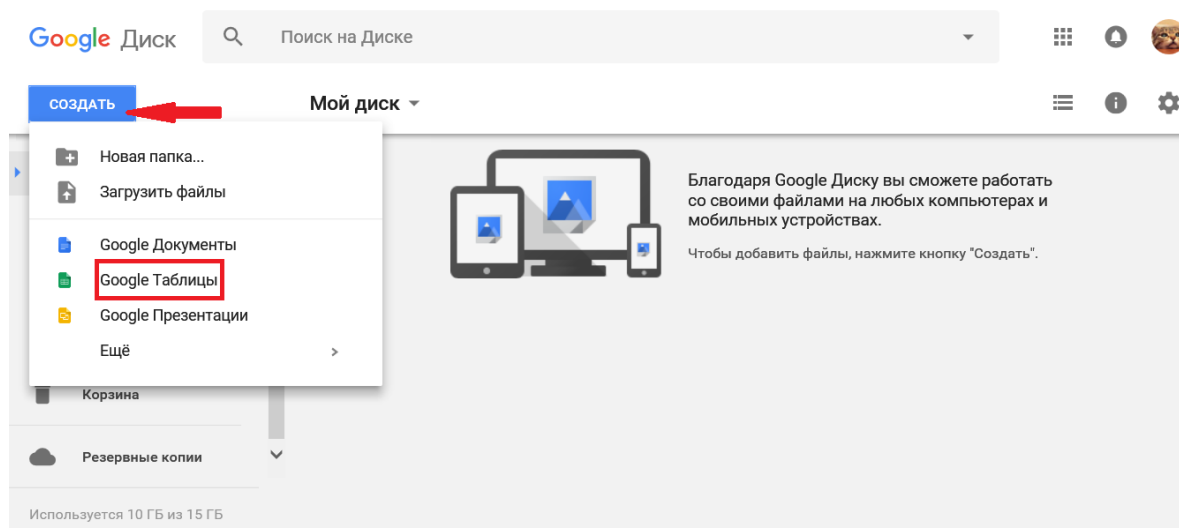 Google Диск
Поиск на Диске
СОЗДАТЬ
Мой диск
Новая папка...
Загрузить файлы
Google Документы
Google Таблицы
Google Презентации
Ещё
Благодаря Google Диску вы сможете работать
со своими файлами на любых компьютерах и
мобильных устройствах.
Чтобы добавить файлы, нажмите кнопку "Создать".
Корзина
Резервные копии
Используется 10 ГБ из 15 ГБ